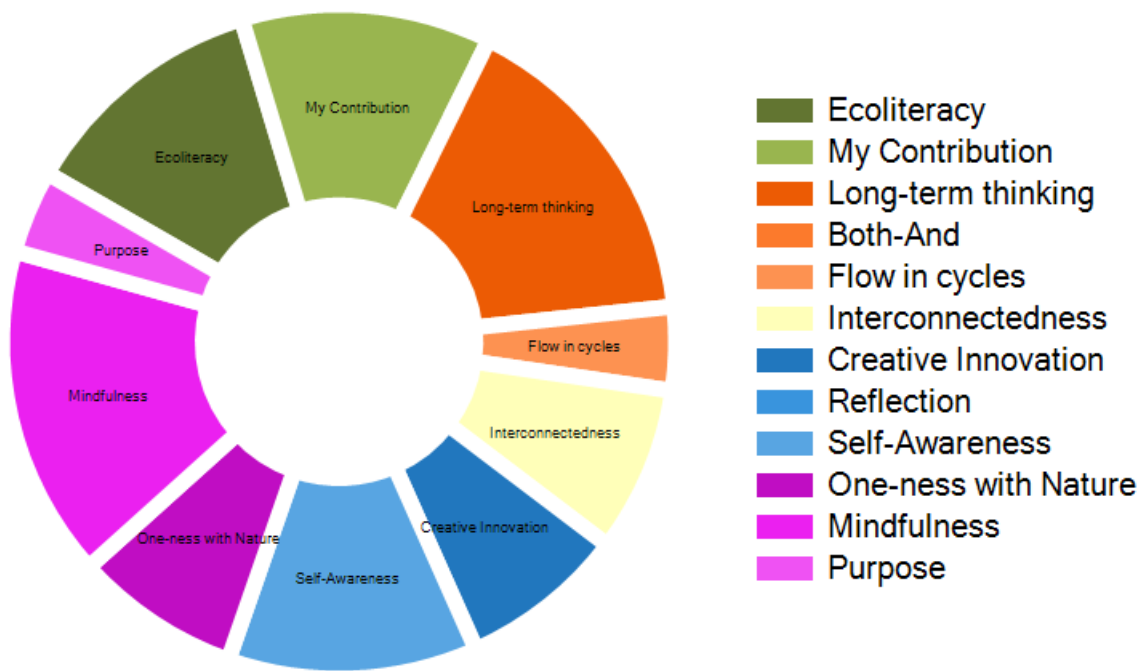 My Contribution
Ecoliteracy
Long-term thinking
Purpose
Flow in cycles
Mindfulness
Interconnectedness
Creative Innovation
One-ness with Nature
Self-Awareness
Ecoliteracy
My Contribution
Long-term thinking
Both-And
Flow in cycles
Interconnectedness
Creative Innovation
Reflection
Self-Awareness
One-ness with Nature
Mindfulness
Purpose